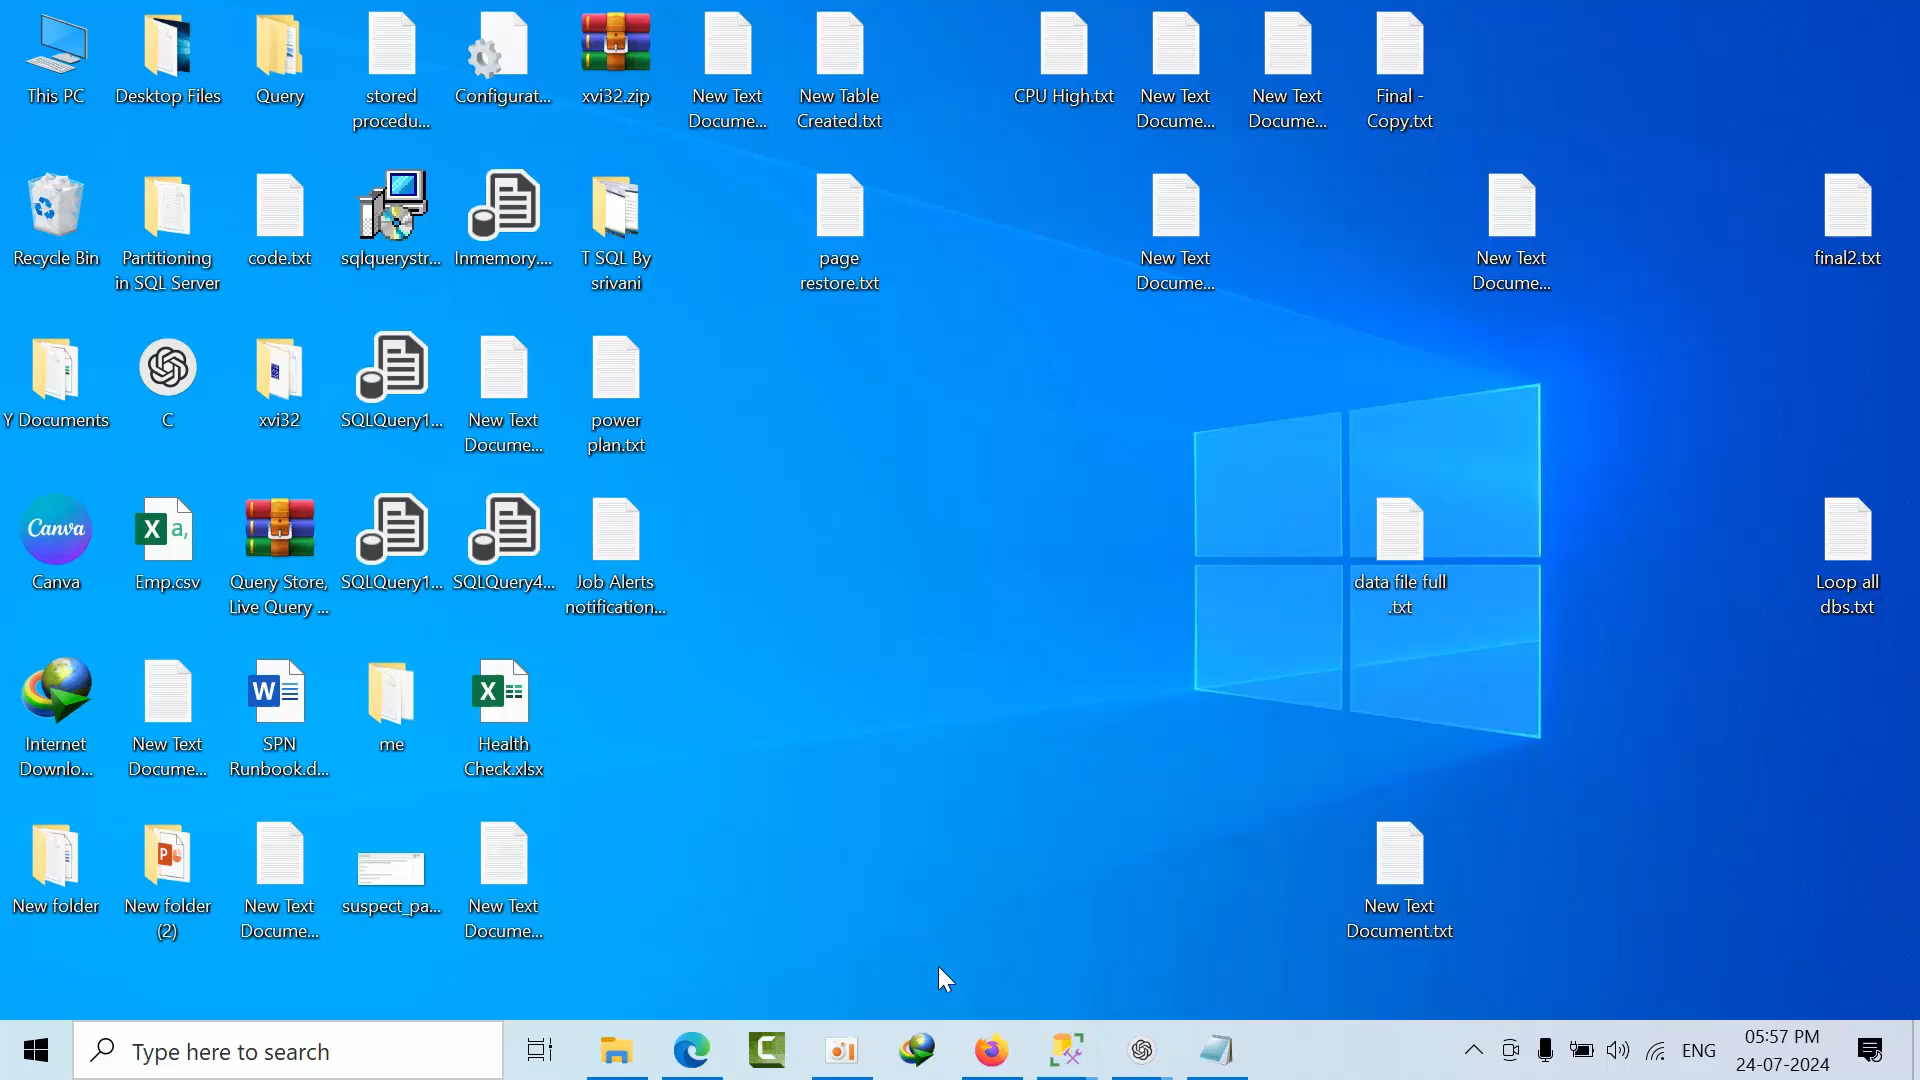 This PC
Desktop Files
Query
stored
procedu...
Configurat...
xvi32.zip
New Text
Docume...
New Table
Created.txt
CPU High.txt
New Text
Docume...
New Text
Docume...
Final -
Copy.txt
Recycle Bin
Partitioning
in SQL Server
code.txt
sqlquerystr...
Inmemory....
T SQL By
srivani
page
restore.txt
New Text
Docume...
New Text
Docume...
final2.txt
Y Documents
C
xvi32
SQLQuery1...
New Text
Docume...
power
plan.txt
Canva
Canva
Emp.csv
Query Store,
Live Query ...
SQLQuery1...
SQLQuery4...
Job Alerts
notification...
data file full
.txt
Loop all
dbs.txt
Internet
Downlo...
New Text
Docume...
SPN
Runbook.d...
me
Health
Check.xlsx
New folder
New folder
(2)
New Text
Docume...
suspect_pa...
New Text
Docume...
New Text
Document.txt
Type here to search
ENG
05:57 PM
24-07-2024